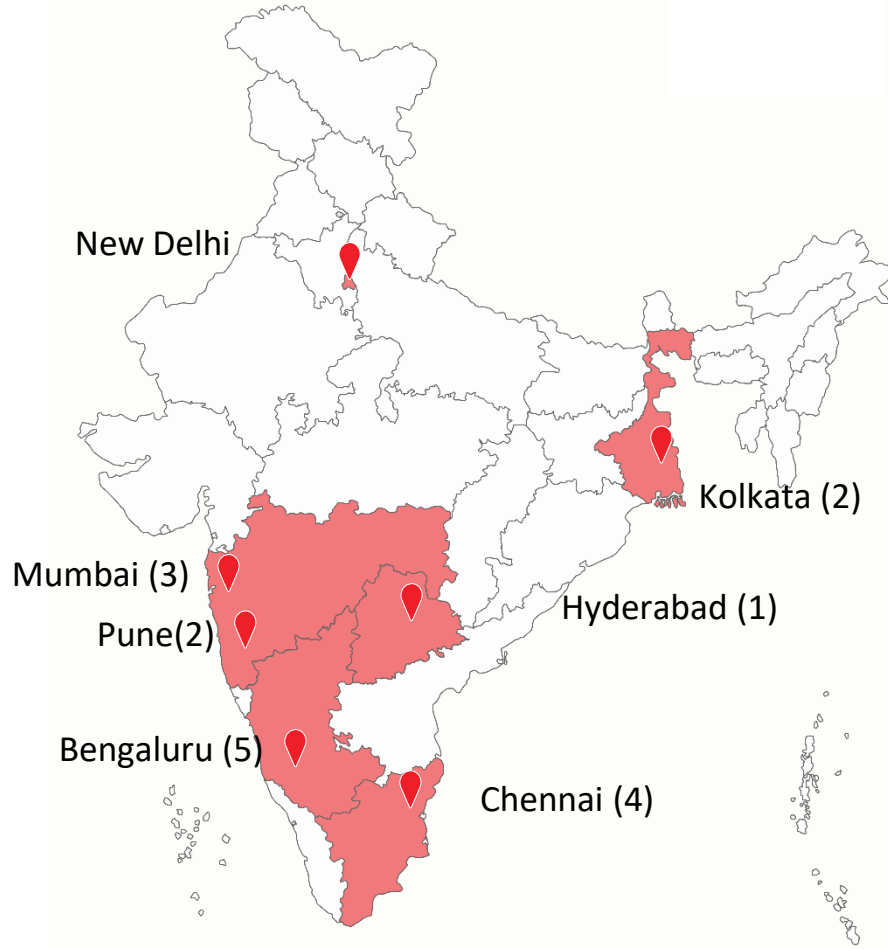 New Delhi
Kolkata (2)
Mumbai (3)
Hyderabad (1)
Pune(2)
Bengaluru (5)
Chennai (4)